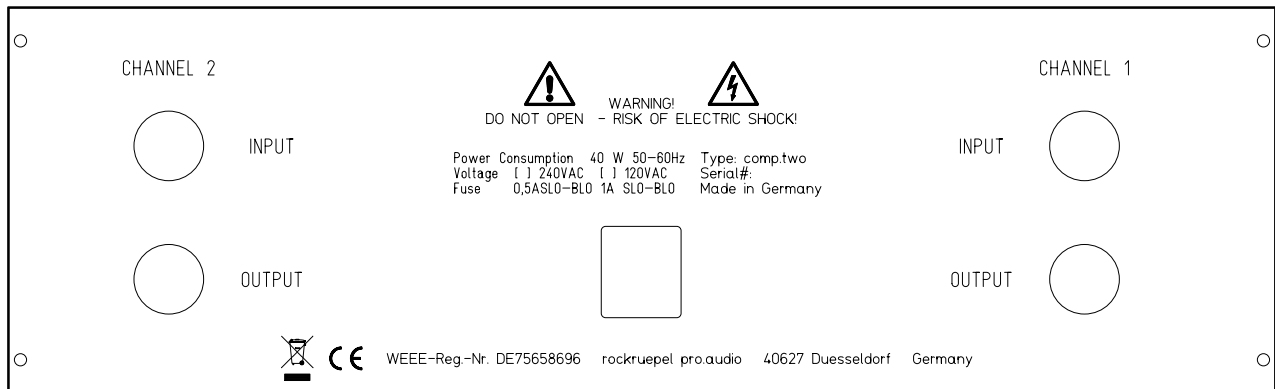 CHANNEL 2
CHANNEL 1
WARNING!
DO NOT OPEN - RISK OF ELECTRIC SHOCK!
INPUT
INPUT
Power Consumption 40 W 50-60Hz Type: comp.two
Voltage [ ] 240VAC [ ] 120VAC Serial#:
Fuse 0,5ASLO-BLO 1A SLO-BLO Made in Germany
OUTPUT
OUTPUT
CE WEEE-Reg.-Nr. DE75658696 rockruepel pro.audio 40627 Duesseldorf Germany